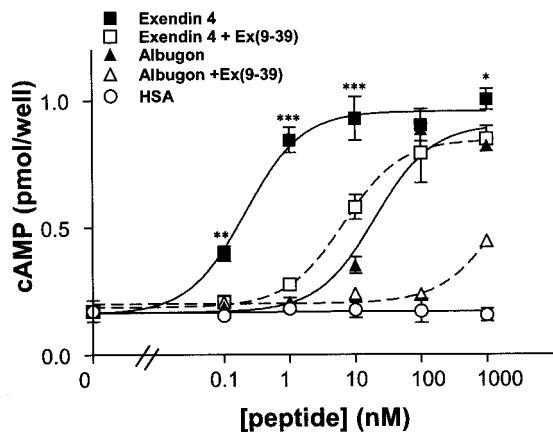 Exendin 4
Exendin 4 + Ex(9-39)
Albugon
Albugon +Ex(9-39)
HSA
cAMP (pmol/well)
1.0
0.5
0.0
**
***
***
*
0
0.1
1
10
100
1000
[peptide] (nM)